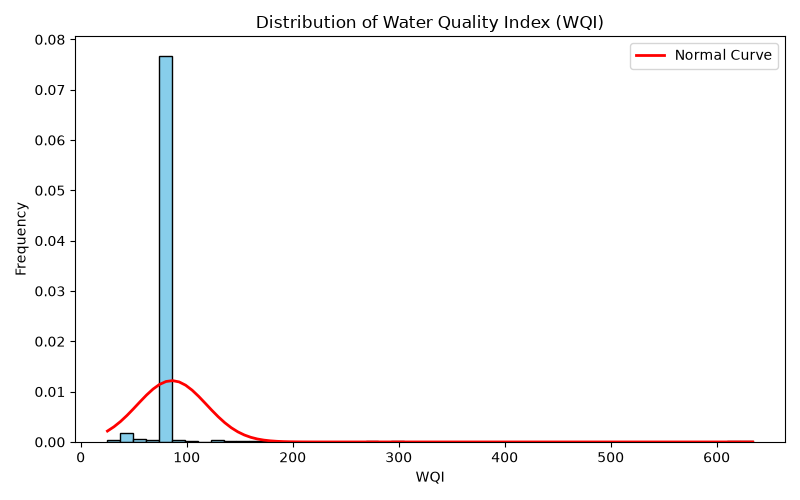 Distribution of Water Quality Index (WQI)
Normal Curve
Frequency
0.08
0.07
0.06
0.05
0.04
0.03
0.02
0.01
0.00
0 100 200 300 400 500 600
WQI